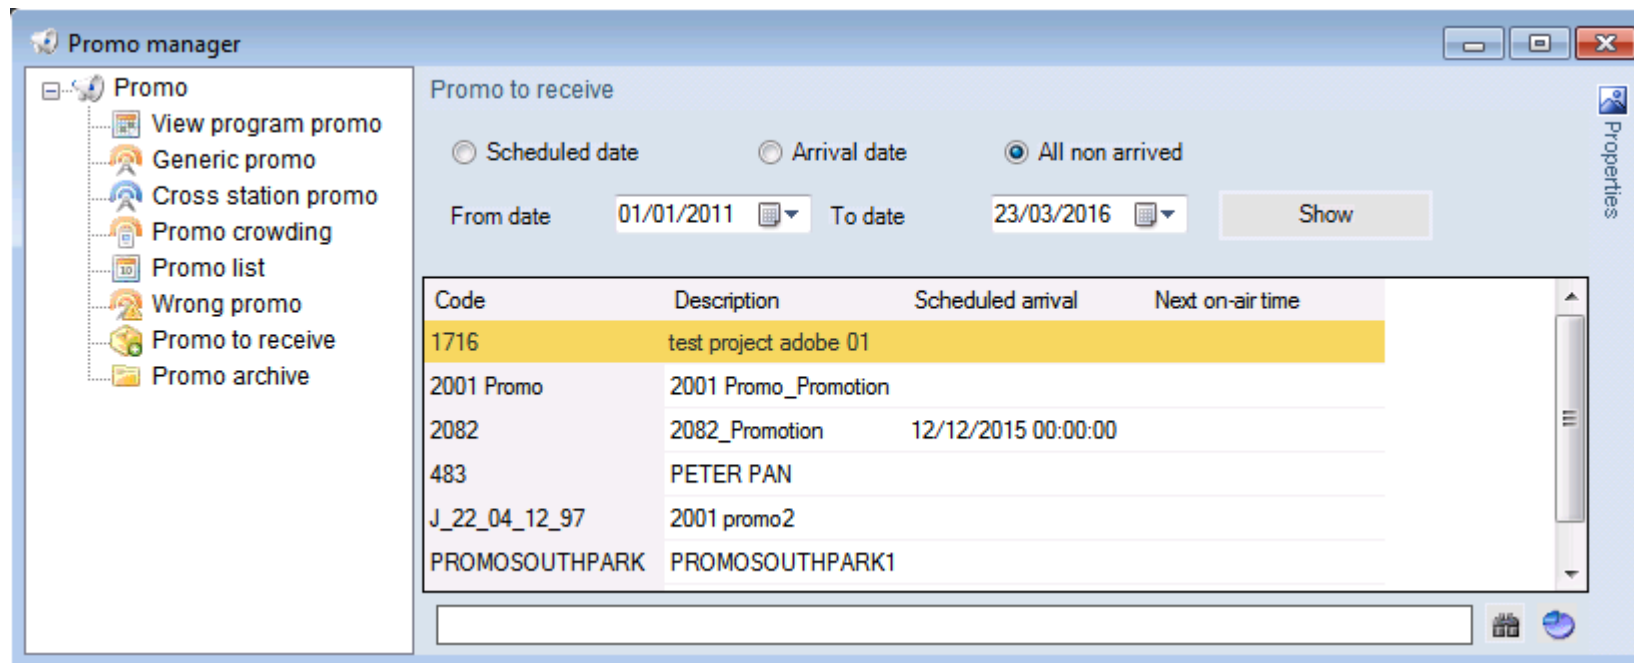 Promo manager
Promo
View program promo
Generic promo
Cross station promo
Promo crowding
Promo list
Wrong promo
Promo to receive
Promo archive
Promo to receive
Scheduled date Arrival date All non arrived
From date 01/01/2011 To date 23/03/2016 Show
Code Description Scheduled arrival Next on-air time
1716 test project adobe 01
2001 Promo 2001 Promo_Promotion
2082 2082_Promotion 12/12/2015 00:00:00
483 PETER PAN
J_22_04_12_97 2001 promo2
PROMOSOUTHPARK PROMOSOUTHPARK1
Properties